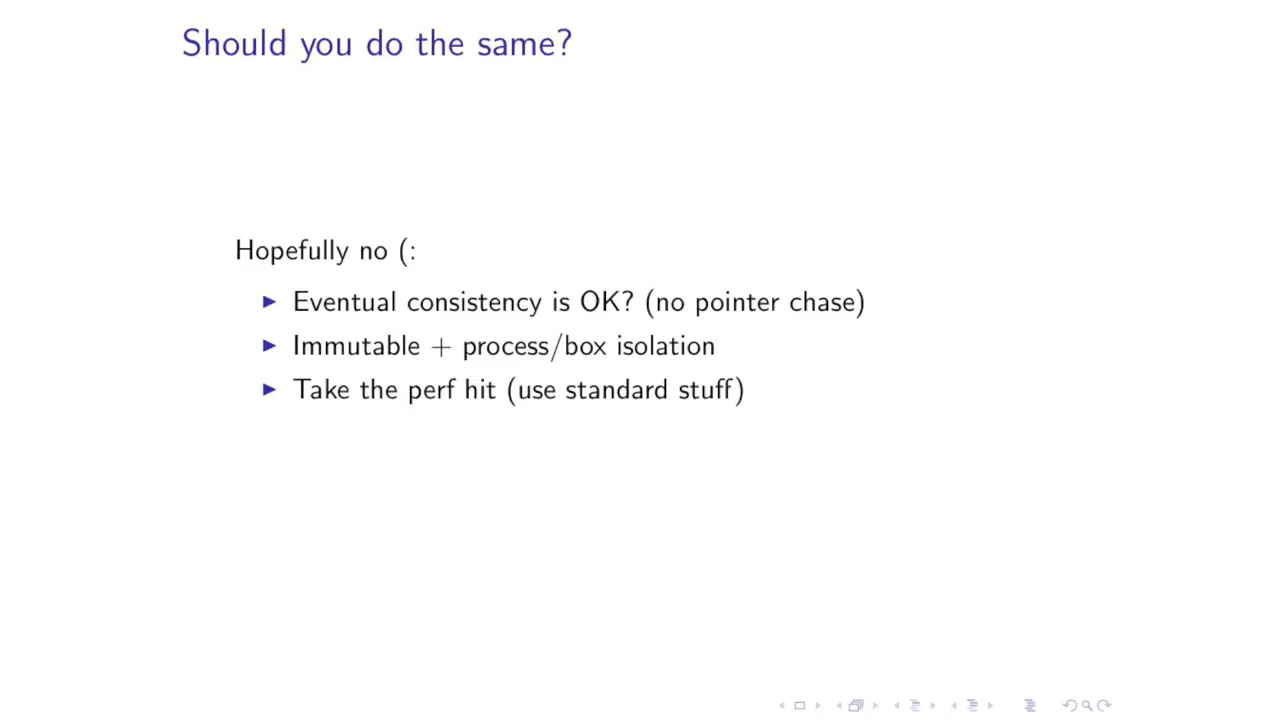 Should you do the same?
Hopefully no (:
Eventual consistency is OK? (no pointer chase)
Immutable + process/box isolation
Take the perf hit (use standard stuff)